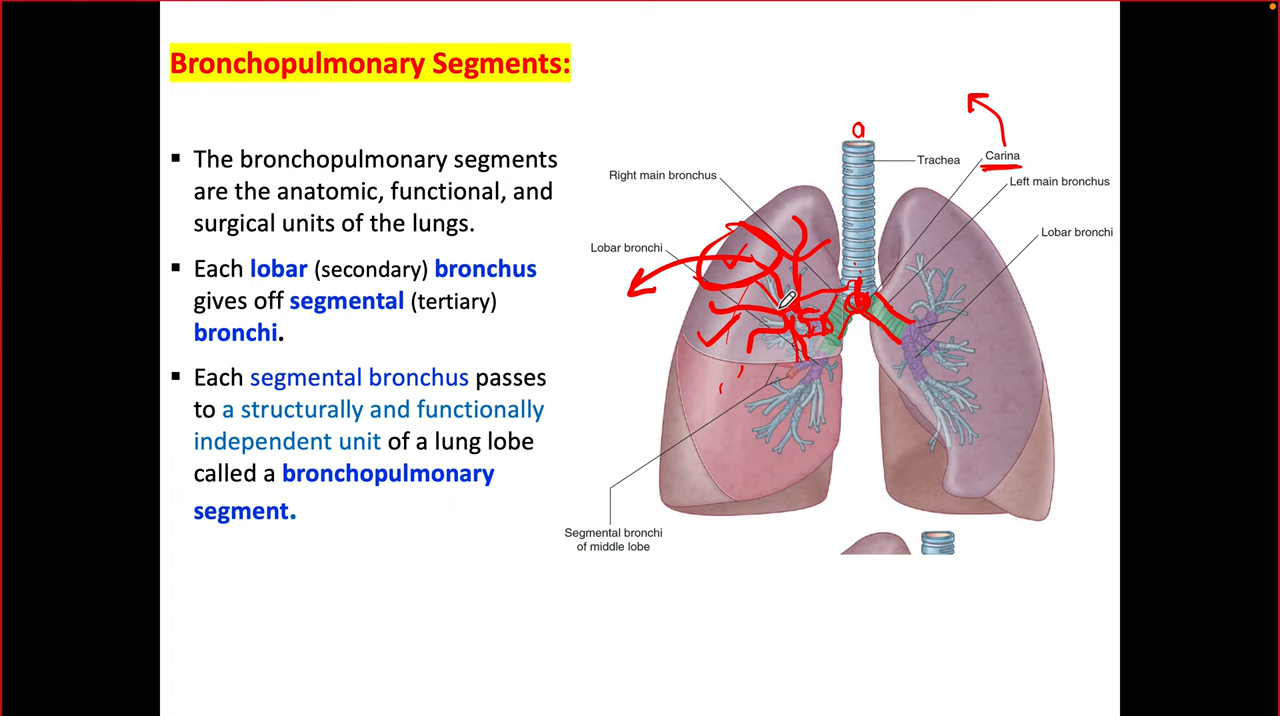 Bronchopulmonary Segments:
▪ The bronchopulmonary segments
are the anatomic, functional, and
surgical units of the lungs.
▪ Each lobar (secondary) bronchus
gives off segmental (tertiary)
bronchi.
▪ Each segmental bronchus passes
to a structurally and functionally
independent unit of a lung lobe
called a bronchopulmonary
segment.
Trachea
Carina
Right main bronchus
Left main bronchus
Lobar bronchi
Lobar bronchi
Segmental bronchi
of middle lobe